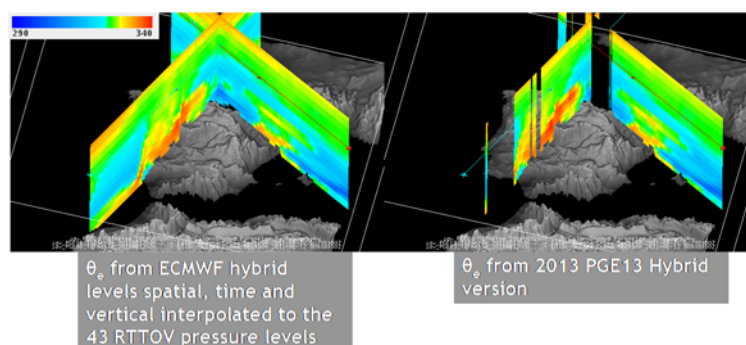 290
340
θe from ECMWF hybrid
levels spatial, time and
vertical interpolated to the
43 RTTOV pressure levels
θe from 2013 PGE13 Hybrid
version